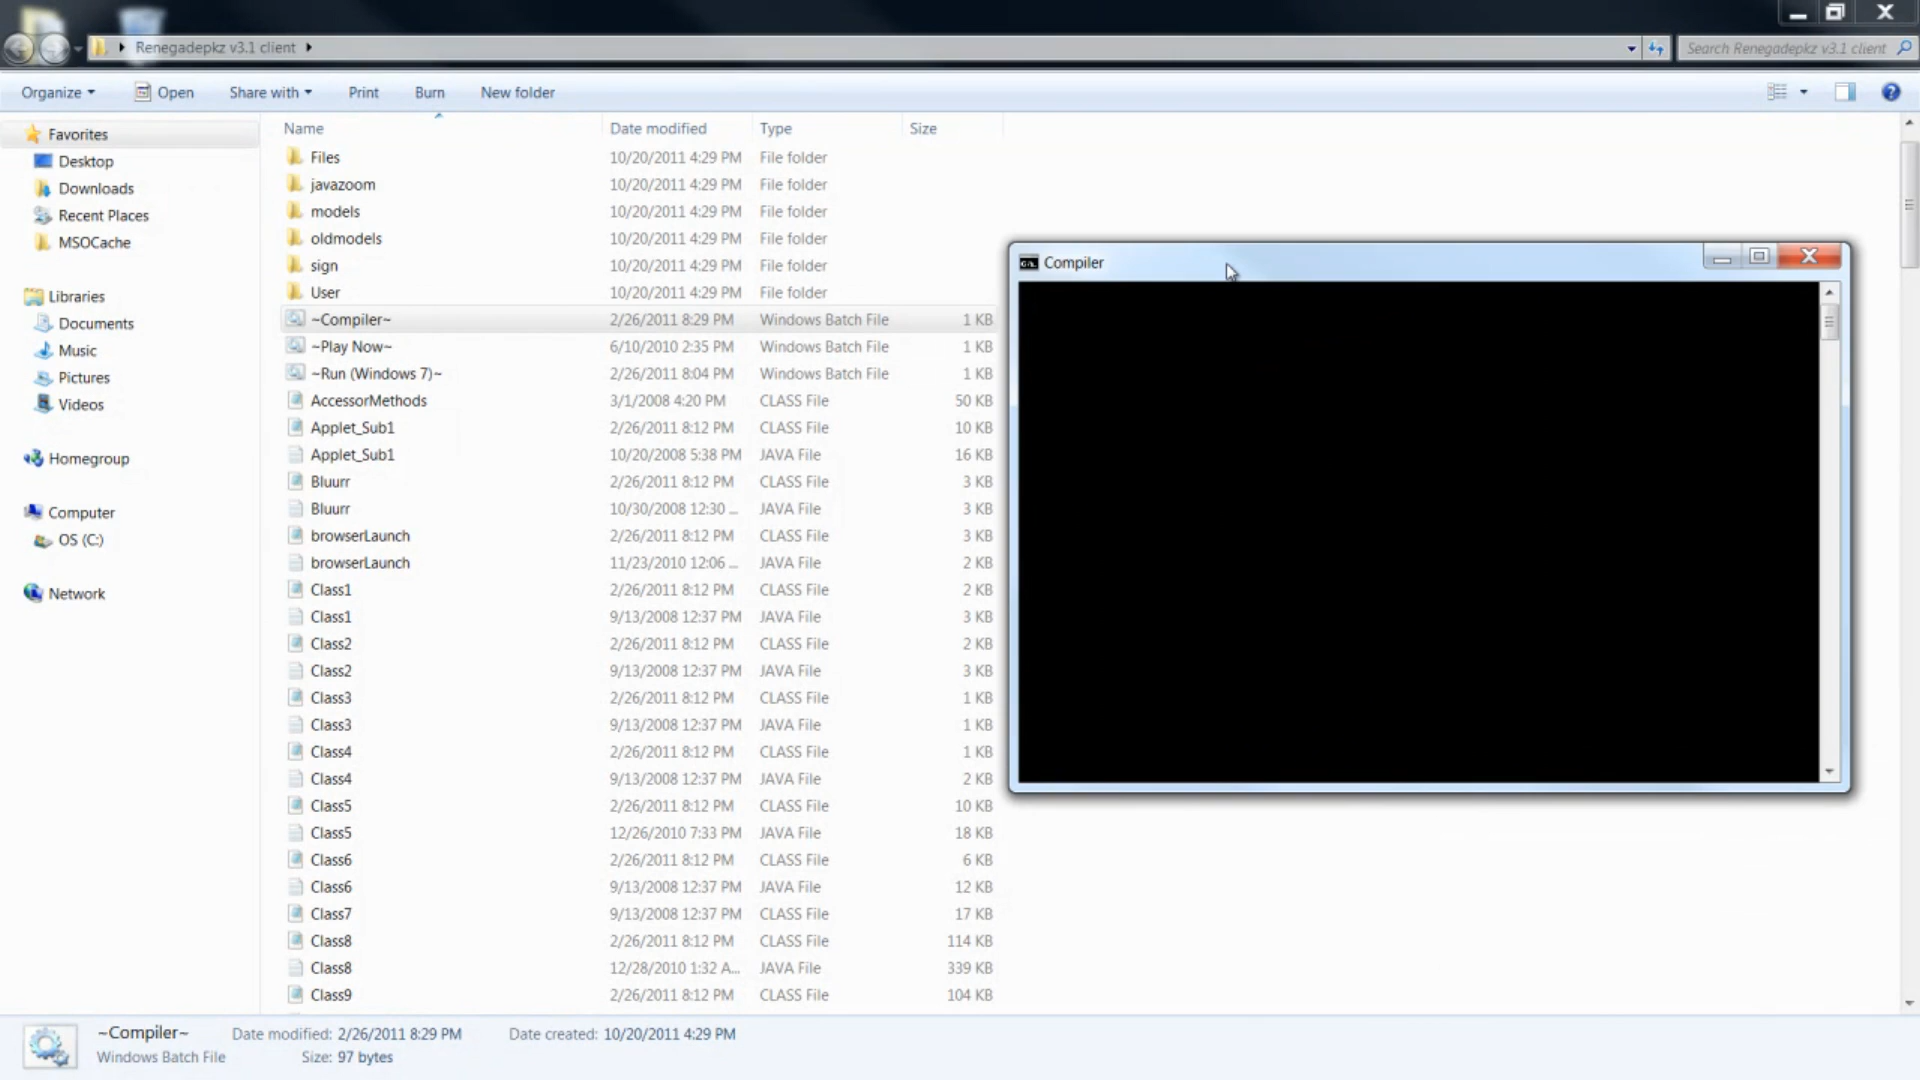 Renegadepkz v3.1 client
Search Renegadepkz v3.1 client
Organize Open Share with Print Burn New folder
Favorites
Desktop
Downloads
Recent Places
MSOCache
Libraries
Documents
Music
Pictures
Videos
Homegroup
Computer
OS (C:)
Network
Name Date modified Type Size
Files 10/20/2011 4:29 PM File folder
javazoom 10/20/2011 4:29 PM File folder
models 10/20/2011 4:29 PM File folder
oldmodels 10/20/2011 4:29 PM File folder
sign 10/20/2011 4:29 PM File folder
User 10/20/2011 4:29 PM File folder
~Compiler~ 2/26/2011 8:29 PM Windows Batch File 1 KB
~Play Now~ 6/10/2010 2:35 PM Windows Batch File 1 KB
~Run (Windows 7)~ 2/26/2011 8:04 PM Windows Batch File 1 KB
AccessorMethods 3/1/2008 4:20 PM CLASS File 50 KB
Applet_Sub1 2/26/2011 8:12 PM CLASS File 10 KB
Applet_Sub1 10/20/2008 5:38 PM JAVA File 16 KB
Bluurr 2/26/2011 8:12 PM CLASS File 3 KB
Bluurr 10/30/2008 12:30 ... JAVA File 3 KB
browserLaunch 2/26/2011 8:12 PM CLASS File 3 KB
browserLaunch 11/23/2010 12:06 ... JAVA File 2 KB
Class1 2/26/2011 8:12 PM CLASS File 2 KB
Class1 9/13/2008 12:37 PM JAVA File 3 KB
Class2 2/26/2011 8:12 PM CLASS File 2 KB
Class2 9/13/2008 12:37 PM JAVA File 3 KB
Class3 2/26/2011 8:12 PM CLASS File 1 KB
Class3 9/13/2008 12:37 PM JAVA File 1 KB
Class4 2/26/2011 8:12 PM CLASS File 1 KB
Class4 9/13/2008 12:37 PM JAVA File 2 KB
Class5 2/26/2011 8:12 PM CLASS File 10 KB
Class5 12/26/2010 7:33 PM JAVA File 18 KB
Class6 2/26/2011 8:12 PM CLASS File 6 KB
Class6 9/13/2008 12:37 PM JAVA File 12 KB
Class7 9/13/2008 12:37 PM CLASS File 17 KB
Class8 2/26/2011 8:12 PM CLASS File 114 KB
Class8 12/28/2010 1:32 A... JAVA File 339 KB
Class9 2/26/2011 8:12 PM CLASS File 104 KB
Compiler
~Compiler~ Date modified: 2/26/2011 8:29 PM Date created: 10/20/2011 4:29 PM
Windows Batch File Size: 97 bytes